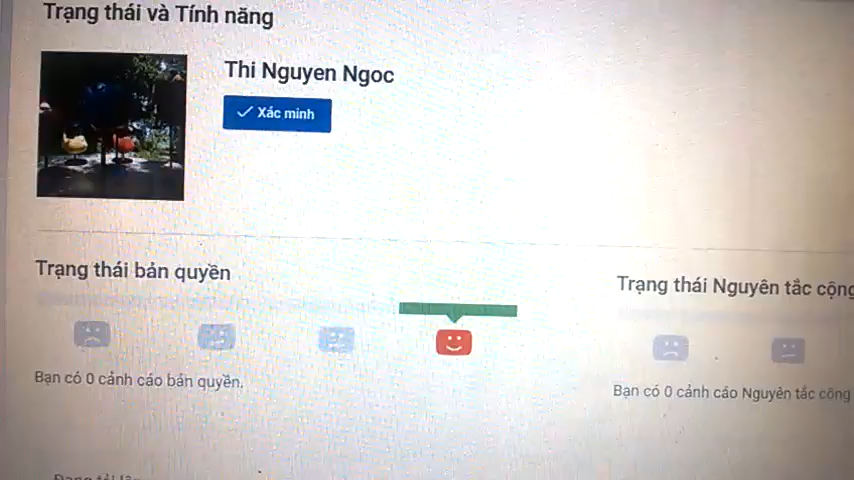 Trạng thái và Tính năng
Thi Nguyen Ngoc
Xác minh
Trạng thái bản quyền
Bạn có 0 cảnh cáo bản quyền.
Trạng thái Nguyên tắc cộng
Bạn có 0 cảnh cáo Nguyên tắc cộng